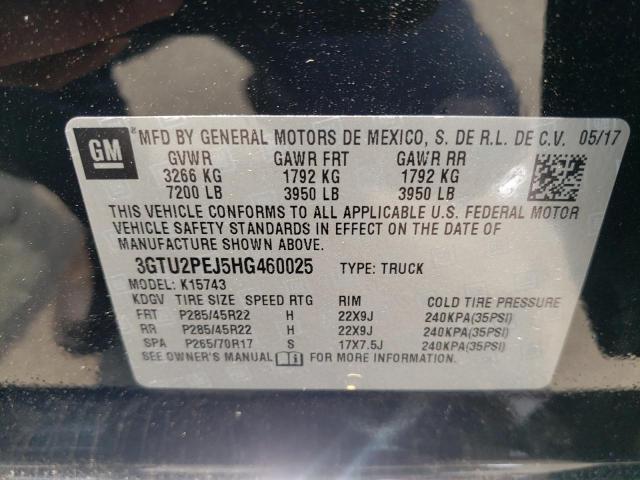 GM
MFD BY GENERAL MOTORS DE MEXICO, S. DE R.L. DE C.V. 05/17
GVWR GAWR FRT GAWR RR
3266 KG 1792 KG 1792 KG
7200 LB 3950 LB 3950 LB
THIS VEHICLE CONFORMS TO ALL APPLICABLE U.S. FEDERAL MOTOR
VEHICLE SAFETY STANDARDS IN EFFECT ON THE DATE OF
MANUFACTURE SHOWN ABOVE.
3GTU2PEJ5HG460025 TYPE: TRUCK
MODEL: K15743
KDGV TIRE SIZE SPEED RTG RIM COLD TIRE PRESSURE
FRT P285/45R22 H 22X9J 240KPA(35PSI)
RR P285/45R22 H 22X9J 240KPA(35PSI)
SPA P265/70R17 S 17X7.5J 240KPA(35PSI)
SEE OWNER'S MANUAL FOR MORE INFORMATION.